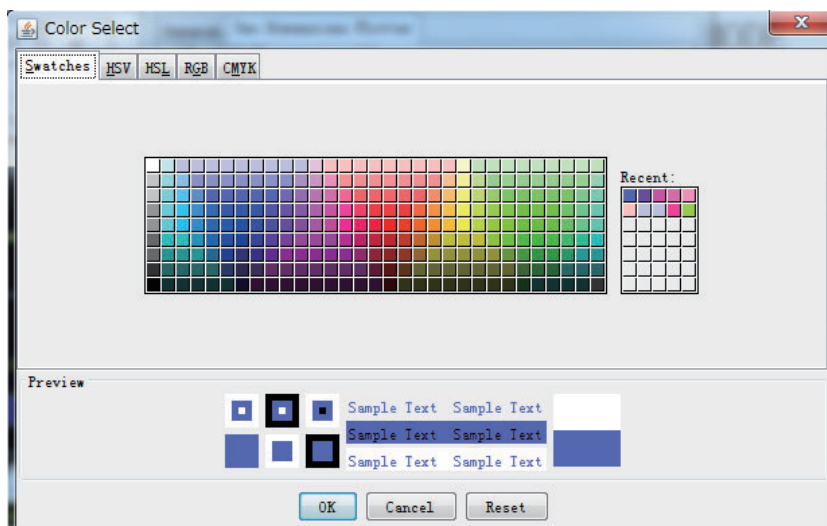 Color Select
Swatches HSV HSL RGB CMYK
Recent:
Preview
Sample Text Sample Text
Sample Text Sample Text
Sample Text Sample Text
OK Cancel Reset